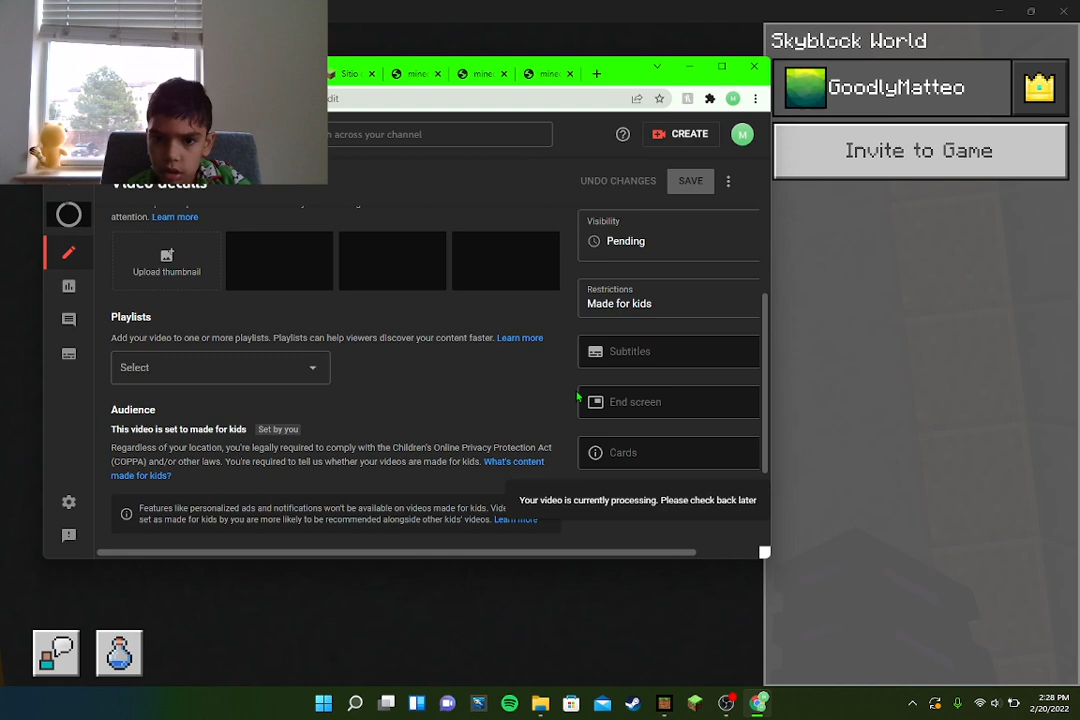 Skyblock World
GoodlyMatteo
Invite to Game
Sitio
mine
mine
mine
dit
n across your channel
CREATE
M
M
Video details
UNDO CHANGES
SAVE
attention. Learn more
Upload thumbnail
Visibility
Pending
Restrictions
Made for kids
Playlists
Add your video to one or more playlists. Playlists can help viewers discover your content faster. Learn more
Select
Subtitles
End screen
Cards
Audience
This video is set to made for kids Set by you
Regardless of your location, you're legally required to comply with the Children's Online Privacy Protection Act
(COPPA) and/or other laws. You're required to tell us whether your videos are made for kids. What's content
made for kids?
Features like personalized ads and notifications won't be available on videos made for kids. Vide
set as made for kids by you are more likely to be recommended alongside other kids' videos. Learn more
Your video is currently processing. Please check back later
2:28 PM
2/20/2022